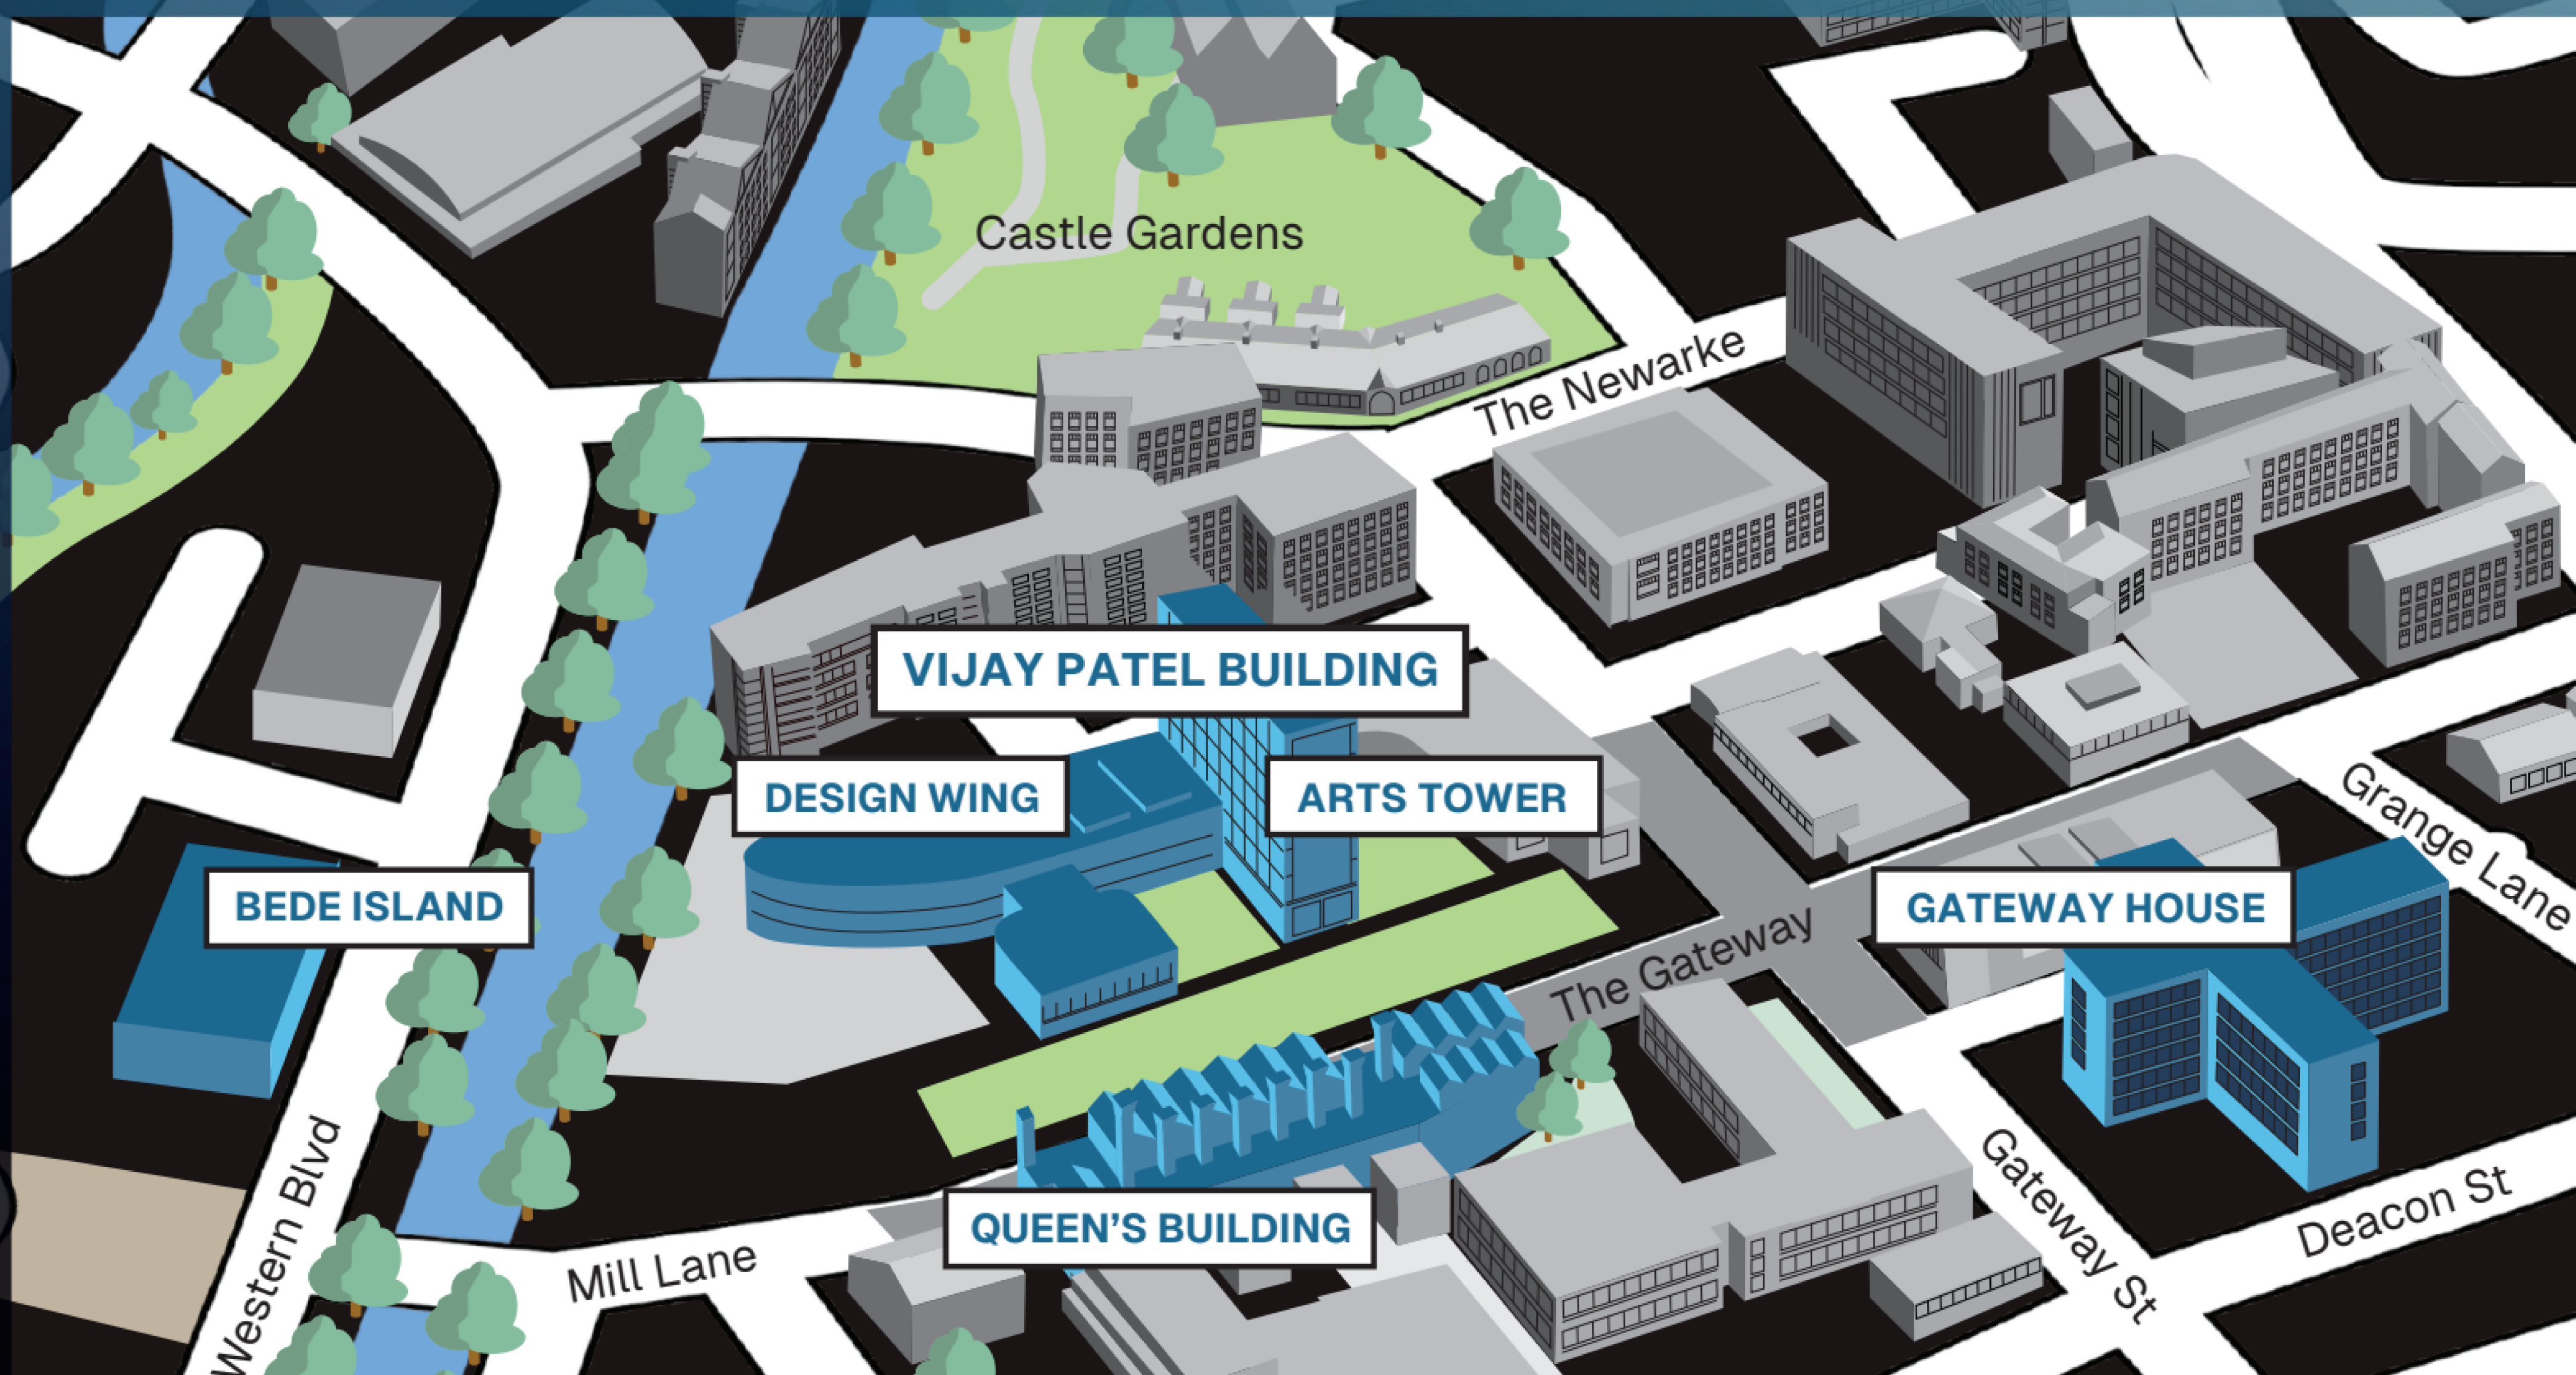 Castle Gardens
The Newarke
VIJAY PATEL BUILDING
DESIGN WING
ARTS TOWER
Grange Lane
BEDE ISLAND
GATEWAY HOUSE
The Gateway
Western Blvd
Gateway St
Deacon St
QUEEN'S BUILDING
Mill Lane